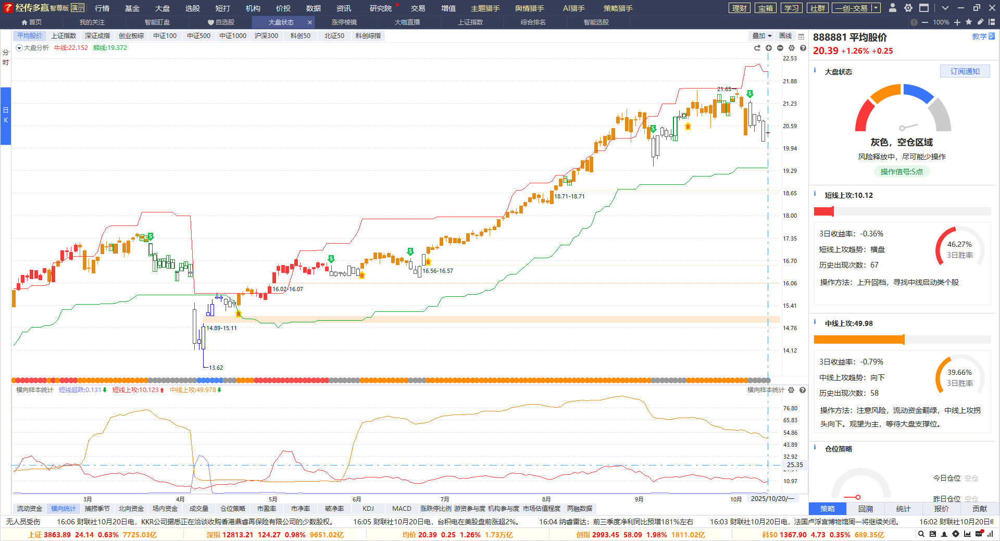 经传多赢 智尊版 演示 行情 基金 大盘 选股 短打 机构 价投 数据 资讯 研究院 交易 增值 主题猎手 舆情猎手 AI猎手 策略猎手 理财 宝箱 学习 社群 一创-交易
首页 我的关注 智能盯盘 自选股 大盘状态 涨停棱镜 大咖直播 上证指数 综合排名 智能选股 100%
平均股价 上证指数 深证成指 创业板综 中证100 中证500 中证1000 沪深300 科创50 北证50 科创综指 叠加 画线
大盘分析 牛线:22.152 熊线:19.372
分时
日K
22.53
21.88
21.23
20.59
19.94
19.29
18.65
18.00
17.35
16.70
16.06
15.41
14.76
14.12
21.65
18.71-18.71
16.56-16.57
16.02-16.07
14.89-15.11
13.62
S
S
S
S
S
B
B
B
B
横向样本统计 短线超跌:0.131 短线上攻:10.123 中线上攻:49.978 横向样本统计
76.80
65.83
54.86
43.89
32.92
25.35
10.97
3月 4月 5月 6月 7月 8月 9月 10月 2025/10/20/一
流动资金 横向统计 捕捞季节 北向资金 场内资金 成交量 仓位策略 市盈率 市净率 破净率 KDJ MACD 涨跌停比例 游资参与度 机构参与度 市场估值程度 两融数据
888881 平均股价 教学
20.39 +1.26% +0.25
大盘状态 订阅通知
灰色，空仓区域
风险释放中，尽可能少操作
操作信号:S点
短线上攻:10.12
3日收益率：-0.36%
短线上攻趋势：横盘
历史出现次数：67
46.27%
3日胜率
操作方法：上升回档，寻找中线启动类个股
中线上攻:49.98
3日收益率：-0.79%
中线上攻趋势：向下
历史出现次数：58
39.66%
3日胜率
操作方法：注意风险，流动资金翻绿，中线上攻拐
头向下。观望为主，等待大盘支撑位。
仓位策略
今日仓位 空仓
昨日仓位 空仓
策略 回溯 统计 报价 贡献
无人员受伤 16:06 财联社10月20日电，KKR公司据悉正在洽谈收购香港鼎睿再保险有限公司的少数股权。 16:05 财联社10月20日电，台积电在美股盘前涨超2%。 16:04 纳睿雷达：前三季度净利同比预增181%左右 16:03 财联社10月20日电，法国卢浮宫博物馆周一将继续关闭。 16:02 财联社10月20日
上证 3863.89 24.14 0.63% 7725.03亿 深指 12813.21 124.27 0.98% 9651.02亿 均价 20.39 0.25 1.26% 1.73万亿 创指 2993.45 58.09 1.98% 1811.02亿 科50 1367.90 4.73 0.35% 689.35亿